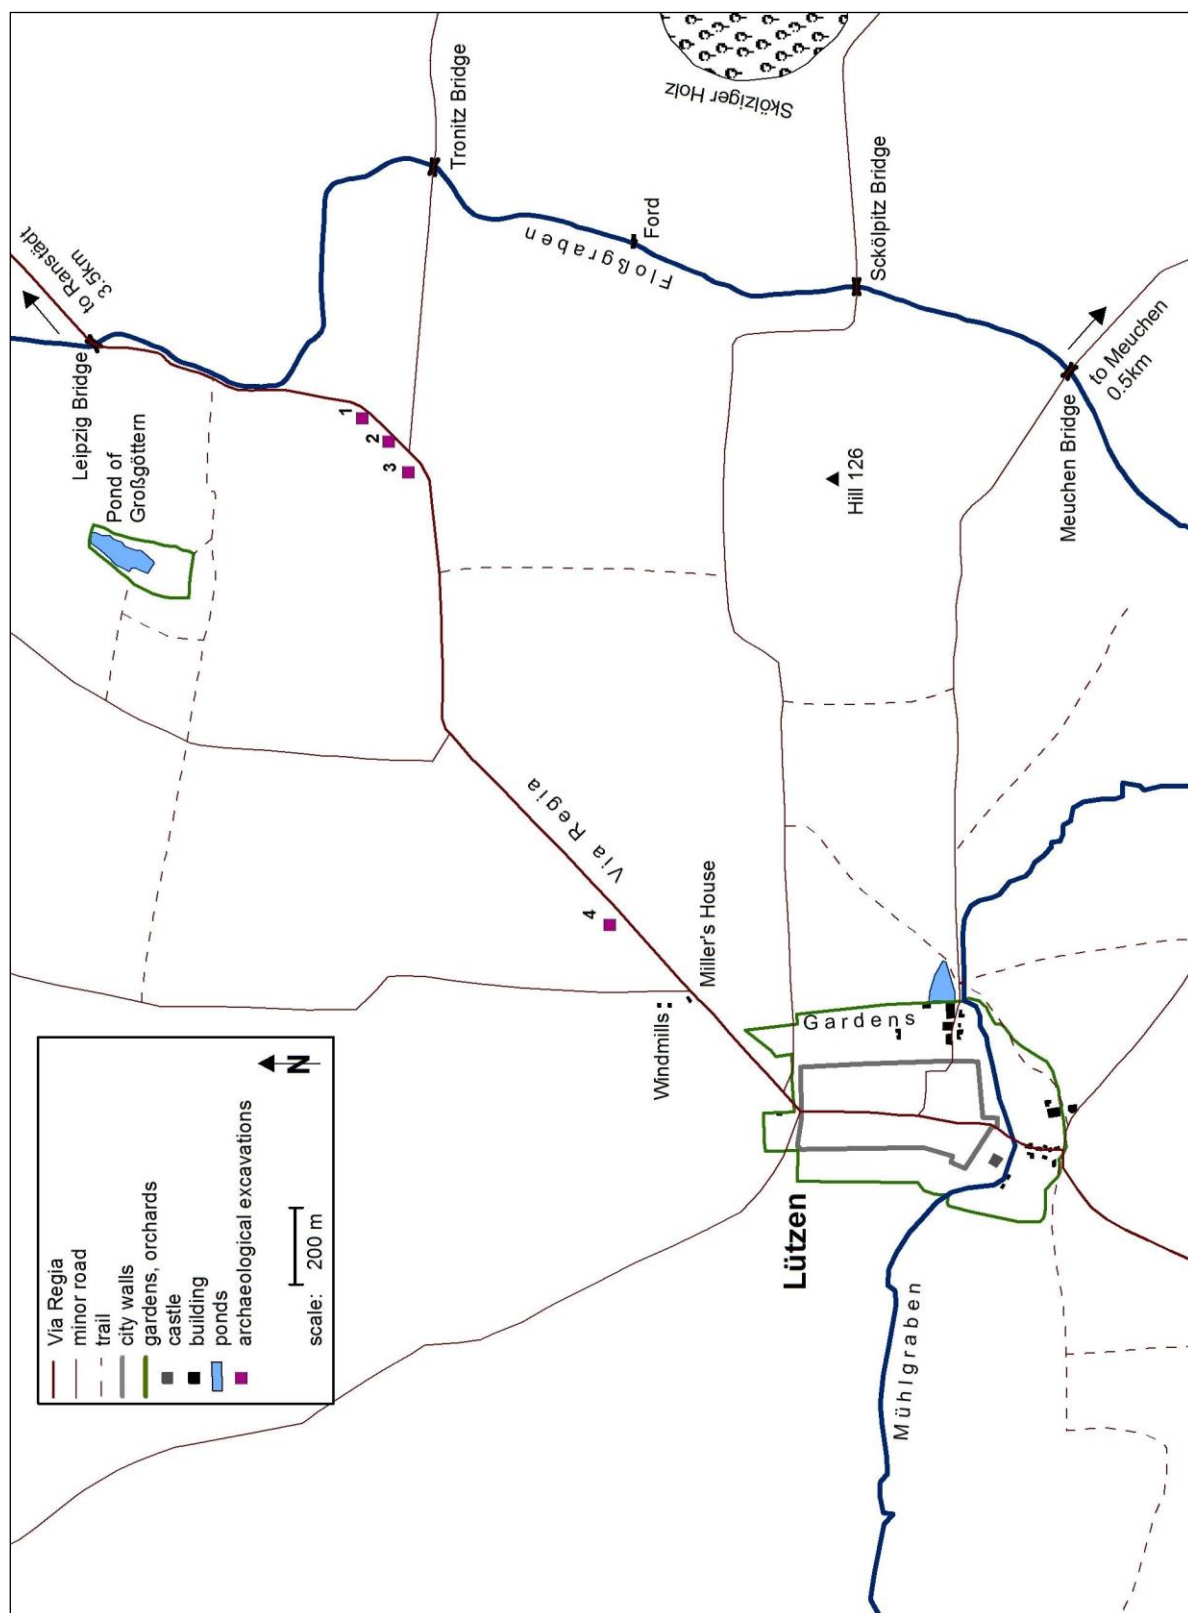 Via Regia
minor road
trail
city walls
gardens, orchards
castle
building
ponds
archaeological excavations
scale: 200 m
N
Leipzig Bridge
to Ranstädt
3.5km
Pond of
Großgöttern
1
2
3
Tronitz Bridge
Skölziger Holz
Floßgraben
Ford
Sckölpitz Bridge
Hill 126
Meuchen Bridge
to Meuchen
0.5km
Via Regia
4
Miller's House
Windmills
Gardens
Lützen
Mühlgraben